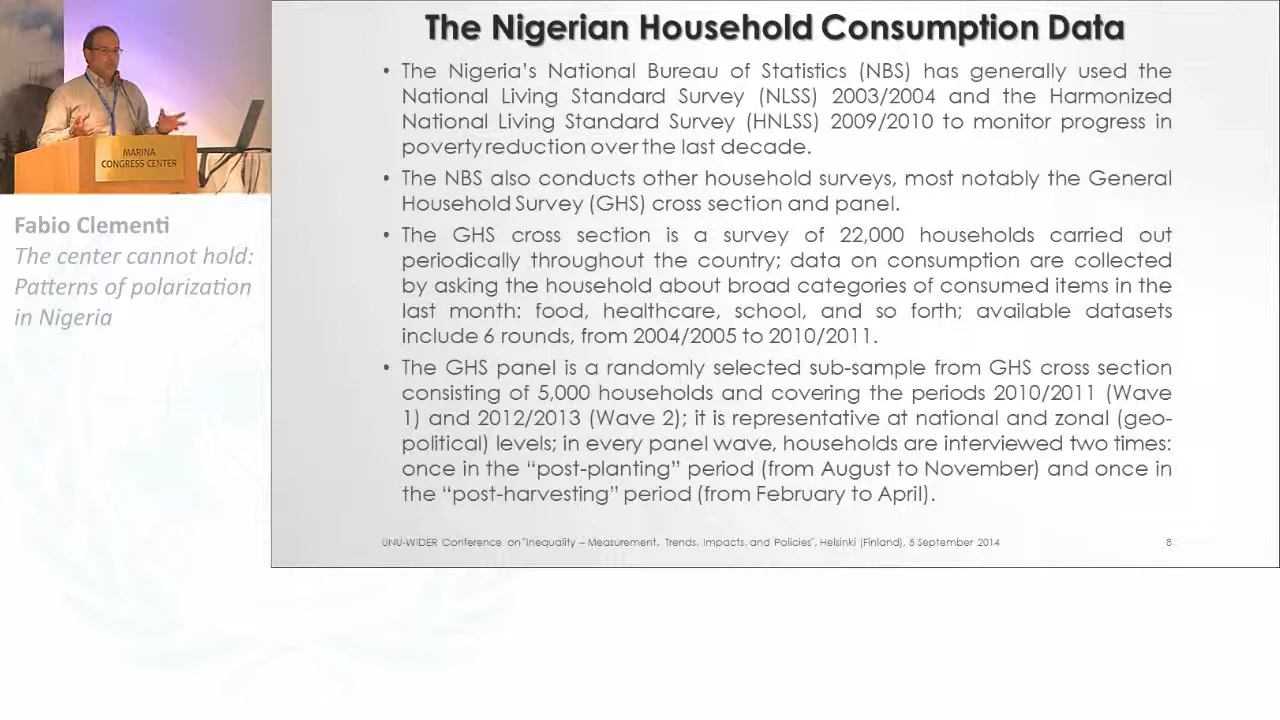 The Nigerian Household Consumption Data
• The Nigeria's National Bureau of Statistics (NBS) has generally used the
National Living Standard Survey (NLSS) 2003/2004 and the Harmonized
National Living Standard Survey (HNLSS) 2009/2010 to monitor progress in
poverty reduction over the last decade.
• The NBS also conducts other household surveys, most notably the General
Household Survey (GHS) cross section and panel.
• The GHS cross section is a survey of 22,000 households carried out
periodically throughout the country; data on consumption are collected
by asking the household about broad categories of consumed items in the
last month: food, healthcare, school, and so forth; available datasets
include 6 rounds, from 2004/2005 to 2010/2011.
• The GHS panel is a randomly selected sub-sample from GHS cross section
consisting of 5,000 households and covering the periods 2010/2011 (Wave
1) and 2012/2013 (Wave 2); it is representative at national and zonal (geo-
political) levels; in every panel wave, households are interviewed two times:
once in the "post-planting" period (from August to November) and once in
the "post-harvesting" period (from February to April).
UNU-WIDER Conference on "Inequality – Measurement, Trends, Impacts, and Policies", Helsinki (Finland), 5 September 2014
8
MARINA
CONGRESS CENTER
Fabio Clementi
The center cannot hold:
Patterns of polarization
in Nigeria